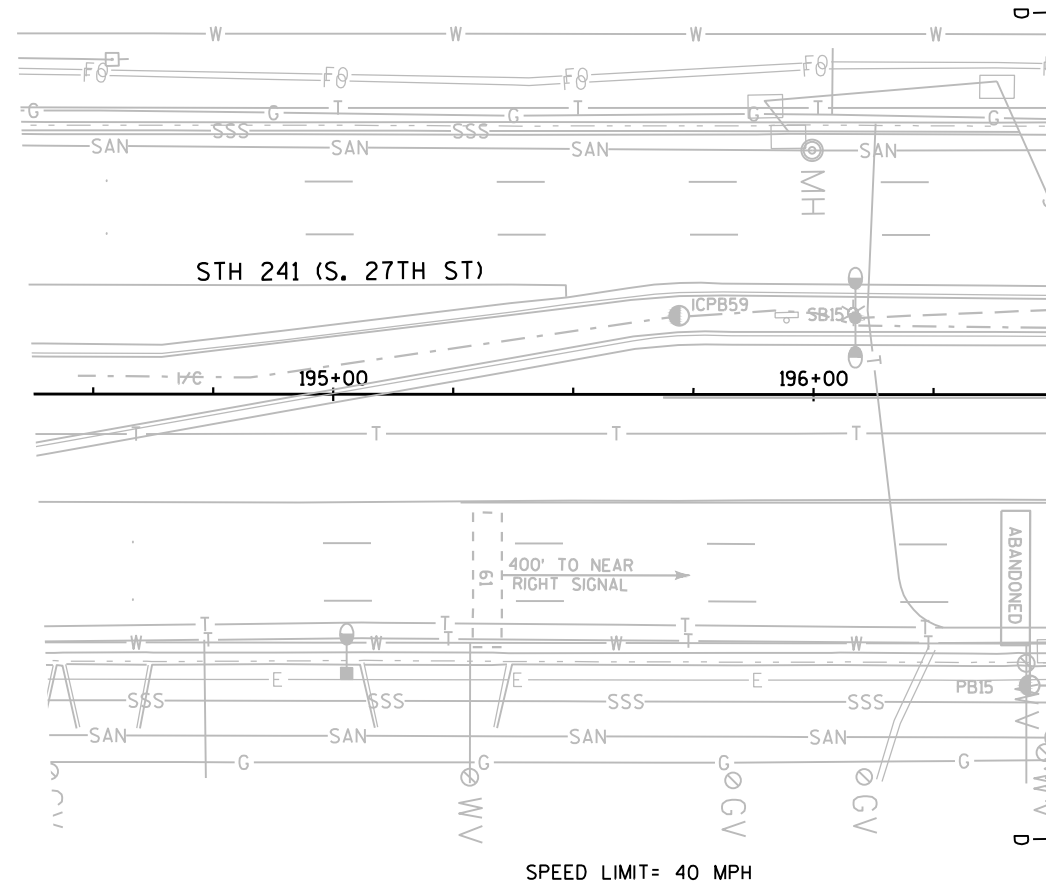 D
W W W W
FO FO FO FO
G T G T G T G
G
SSS SSS
SAN SAN SAN SAN
MH
STH 241 (S. 27TH ST)
ICPB59
SB15
I/C
195+00 196+00
T
T T T T
ABANDONED
61
400' TO NEAR
RIGHT SIGNAL
T T T T
T T T
W W W W
E E E
PB15
SSS SSS SSS SSS
SAN SAN SAN SAN
G G G G
GV WV GV GV WV
D
SPEED LIMIT= 40 MPH